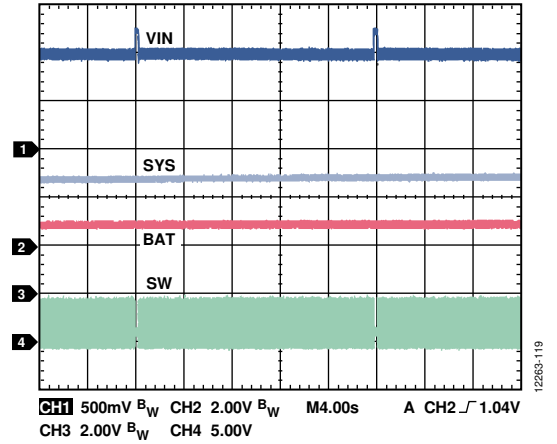 VIN
1
SYS
BAT
2
SW
3
4
CH1 500mV BW CH2 2.00V BW M4.00s A CH2 1.04V
CH3 2.00V BW CH4 5.00V
12263-119